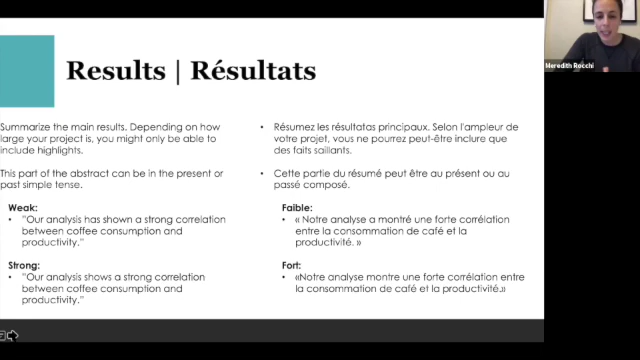 Results | Résultats
Summarize the main results. Depending on how
large your project is, you might only be able to
include highlights.
This part of the abstract can be in the present or
past simple tense.
Weak:
• "Our analysis has shown a strong correlation
between coffee consumption and
productivity."
Strong:
• "Our analysis shows a strong correlation
between coffee consumption and
productivity."
• Résumez les résultatas principaux. Selon l'ampleur de
votre projet, vous ne pourrez peut-être inclure que
des faits saillants.
• Cette partie du résumé peut être au présent ou au
passé composé.
Faible:
• « Notre analyse a montré une forte corrélation
entre la consommation de café et la
productivité. »
Fort:
• «Notre analyse montre une forte corrélation entre
la consommation de café et la productivité.»
Meredith Rocchi